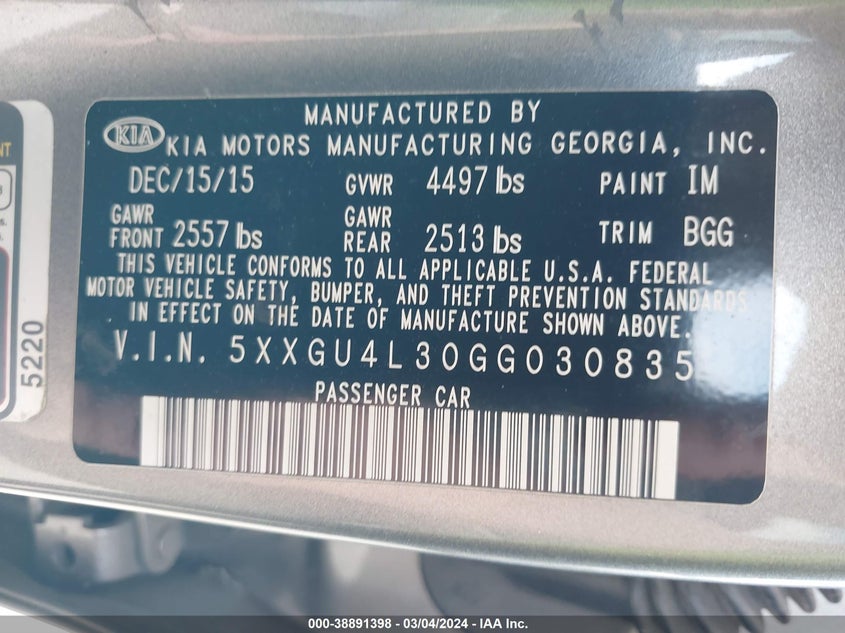 MANUFACTURED BY
KIA KIA MOTORS MANUFACTURING GEORGIA, INC.
DEC/15/15 GVWR 4497 lbs PAINT IM
GAWR FRONT 2557 lbs GAWR REAR 2513 lbs TRIM BGG
THIS VEHICLE CONFORMS TO ALL APPLICABLE U.S.A. FEDERAL
MOTOR VEHICLE SAFETY, BUMPER, AND THEFT PREVENTION STANDARDS
IN EFFECT ON THE DATE OF MANUFACTURE SHOWN ABOVE.
V.I.N. 5XXGU4L30GG030835
PASSENGER CAR
5220
000-38891398 - 03/04/2024 - IAA Inc.